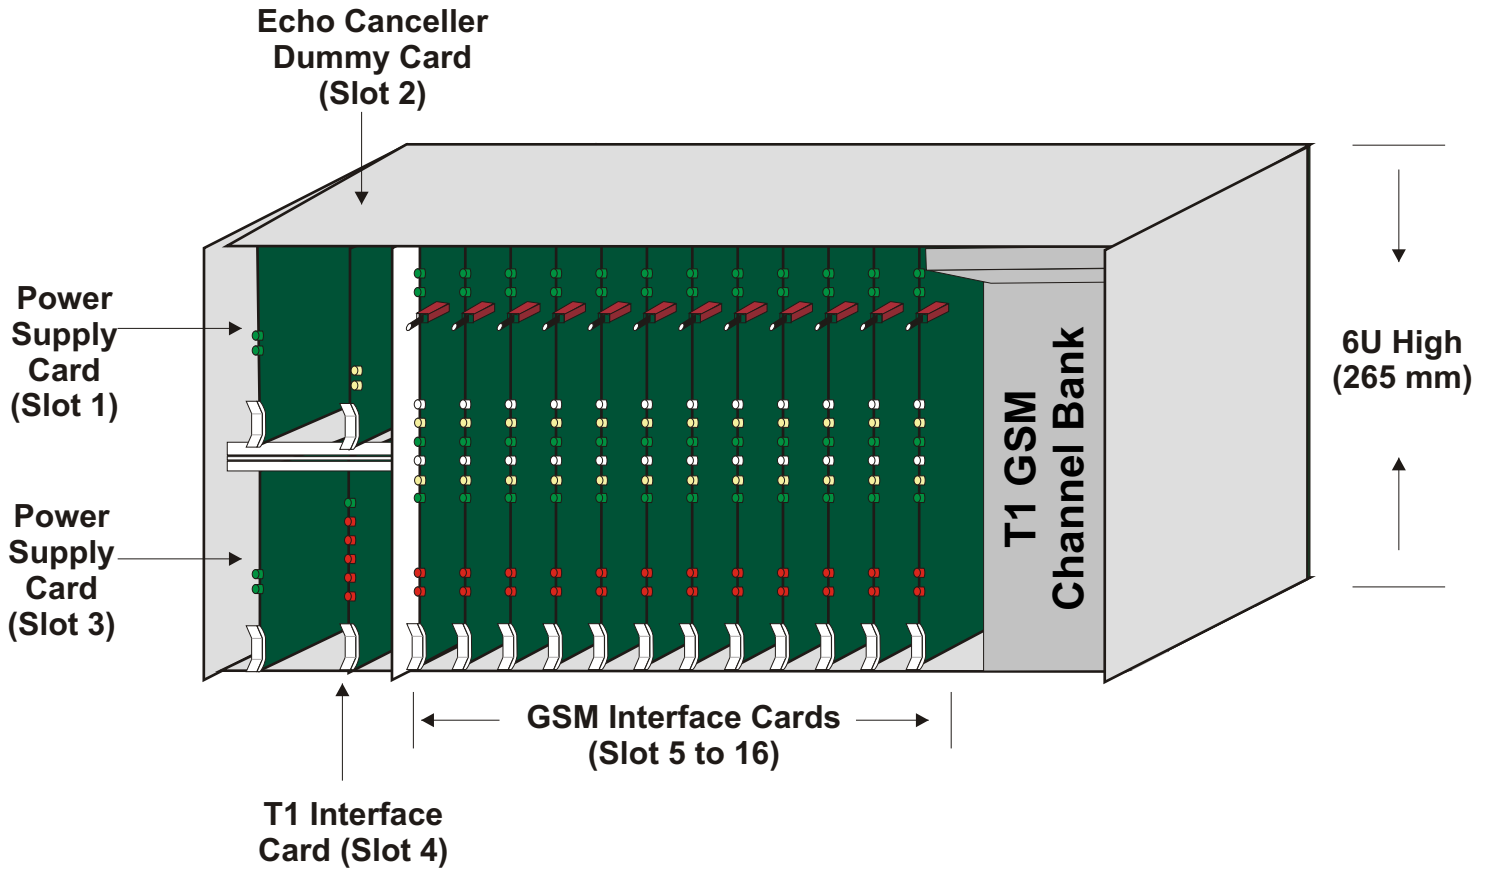 Echo Canceller
Dummy Card
(Slot 2)
Power
Supply
Card
(Slot 1)
Power
Supply
Card
(Slot 3)
T1 GSM
Channel Bank
6U High
(265 mm)
GSM Interface Cards
(Slot 5 to 16)
T1 Interface
Card (Slot 4)